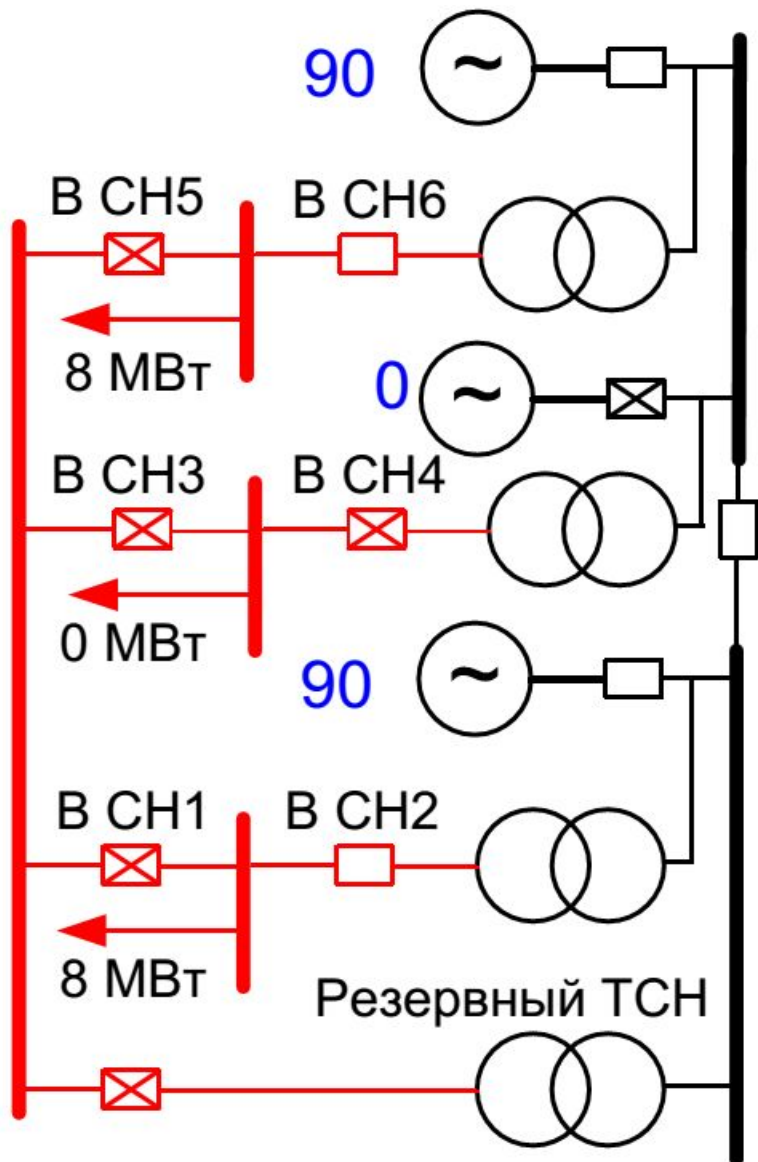 90
В СН5 В СН6
8 МВт
0
В СН3 В СН4
0 МВт
90
В СН1 В СН2
8 МВт
Резервный ТСН